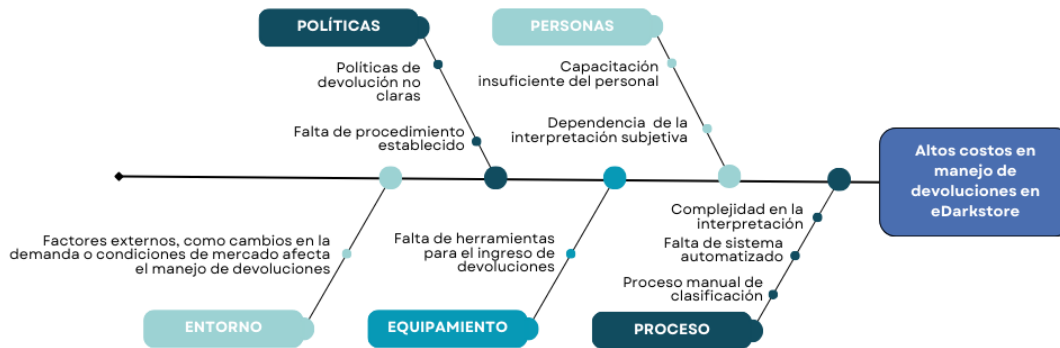 POLÍTICAS
PERSONAS
Políticas de
devolución no
claras
Capacitación
insuficiente del personal
Falta de procedimiento
establecido
Dependencia de la
interpretación subjetiva
Altos costos en
manejo de
devoluciones en
eDarkstore
Factores externos, como cambios en la
demanda o condiciones de mercado afecta
el manejo de devoluciones
Falta de herramientas
para el ingreso de
devoluciones
Complejidad en la
interpretación
Falta de sistema
automatizado
Proceso manual de
clasificación
ENTORNO
EQUIPAMIENTO
PROCESO